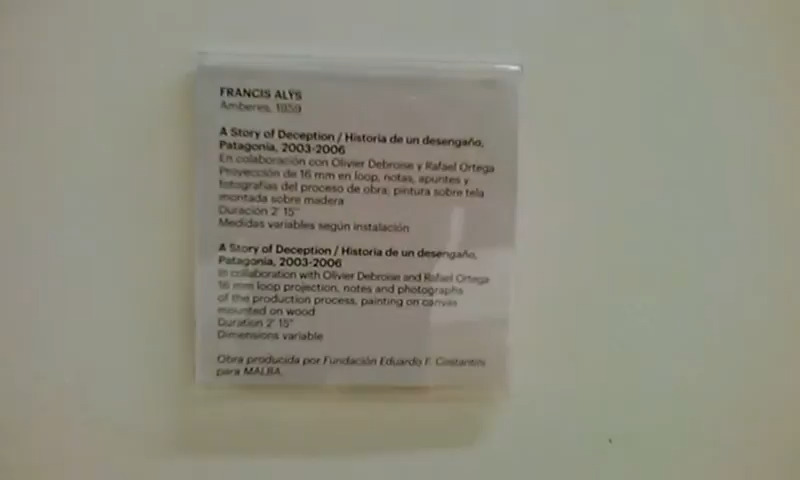 FRANCIS ALŸS
Amberes, 1959
A Story of Deception / Historia de un desengaño,
Patagonia, 2003-2006
En colaboración con Olivier Debroise y Rafael Ortega
Proyección de 16 mm en loop, notas, apuntes y
fotografías del proceso de obra; pintura sobre tela
montada sobre madera
Duración 2' 15"
Medidas variables según instalación
A Story of Deception / Historia de un desengaño,
Patagonia, 2003-2006
In collaboration with Olivier Debroise and Rafael Ortega
16 mm loop projection, notes and photographs
of the production process, painting on canvas
mounted on wood
Duration 2' 15"
Dimensions variable
Obra producida por Fundación Eduardo F. Costantini
para MALBA.